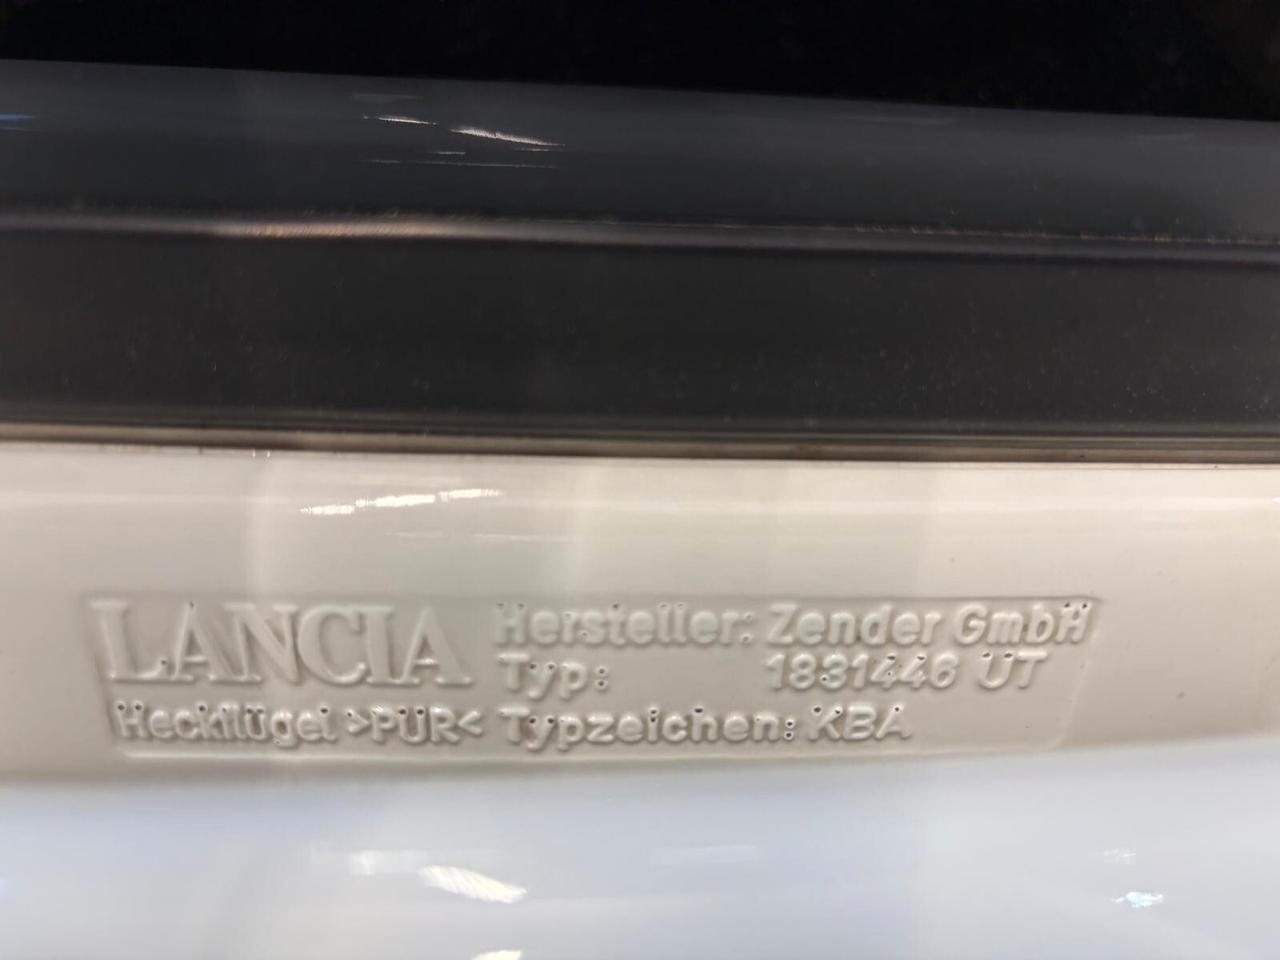 LANCIA Hersteller: Zender GmbH
Typ: 1831446 UT
Heckflügel >PUR< Typzeichen: KBA